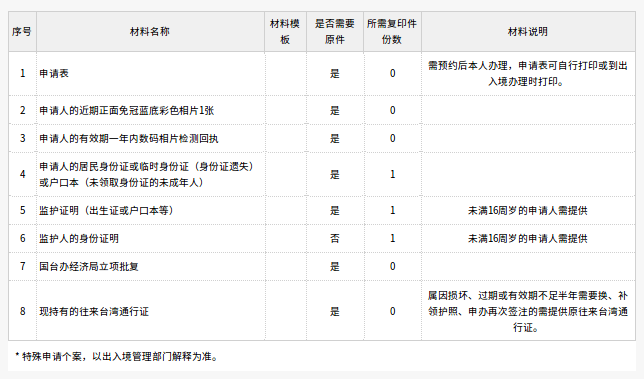 序号 材料名称 材料模板 是否需要原件 所需复印件份数 材料说明
1 申请表 是 0 需预约后本人办理，申请表可自行打印或到出入境办理时打印。
2 申请人的近期正面免冠蓝底彩色相片1张 是 0
3 申请人的有效期一年内数码相片检测回执 是 0
4 申请人的居民身份证或临时身份证（身份证遗失）或户口本（未领取身份证的未成年人） 是 1
5 监护证明（出生证或户口本等） 是 1 未满16周岁的申请人需提供
6 监护人的身份证明 否 1 未满16周岁的申请人需提供
7 国台办经济局立项批复 是 0
8 现持有的往来台湾通行证 是 0 属因损坏、过期或有效期不足半年需要换、补领护照、申办再次签注的需提供原往来台湾通行证。
* 特殊申请个案，以出入境管理部门解释为准。